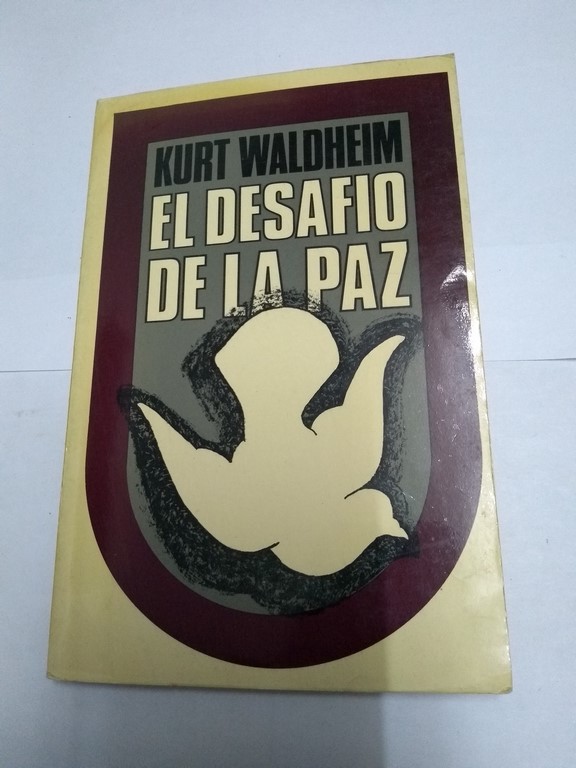 KURT WALDHEIM
EL DESAFIO
DE LA PAZ